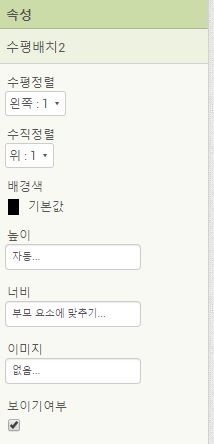 속성
수평배치2
수평정렬
왼쪽 : 1
수직정렬
위 : 1
배경색
기본값
높이
자동...
너비
부모 요소에 맞추기...
이미지
없음...
보이기여부